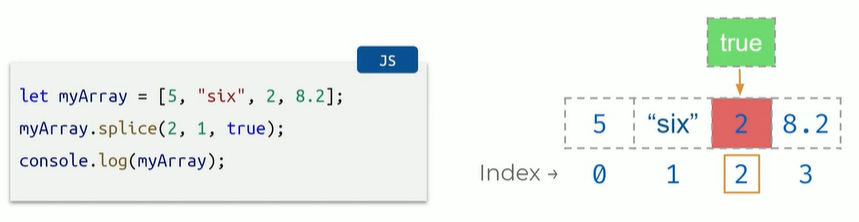 JS
let myArray = [5, "six", 2, 8.2];
myArray.splice(2, 1, true);
console.log(myArray);
true
5 “six” 2 8.2
Index → 0 1 2 3